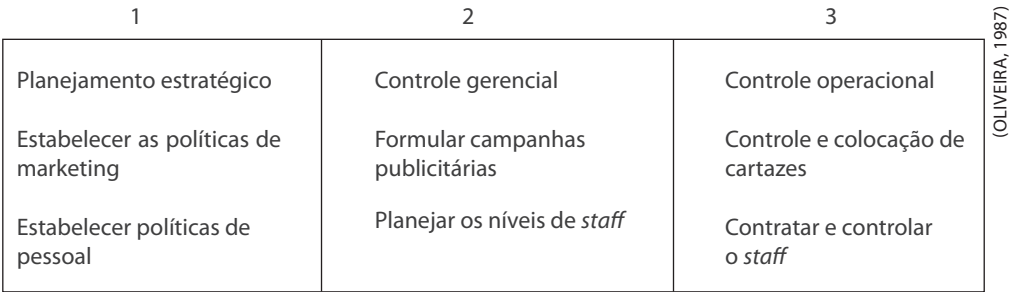 1
2
3
Planejamento estratégico
Estabelecer as políticas de
marketing
Estabelecer políticas de
pessoal
Controle gerencial
Formular campanhas
publicitárias
Planejar os níveis de staff
Controle operacional
Controle e colocação de
cartazes
Contratar e controlar
o staff
(OLIVEIRA, 1987)